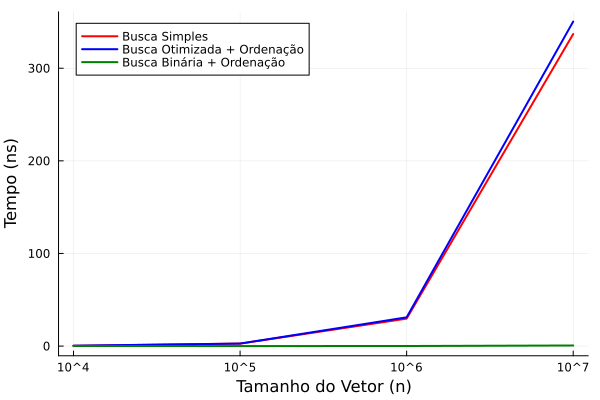 Busca Simples
Busca Otimizada + Ordenação
Busca Binária + Ordenação
Tempo (ns)
300
200
100
0
10^4
10^5
10^6
10^7
Tamanho do Vetor (n)